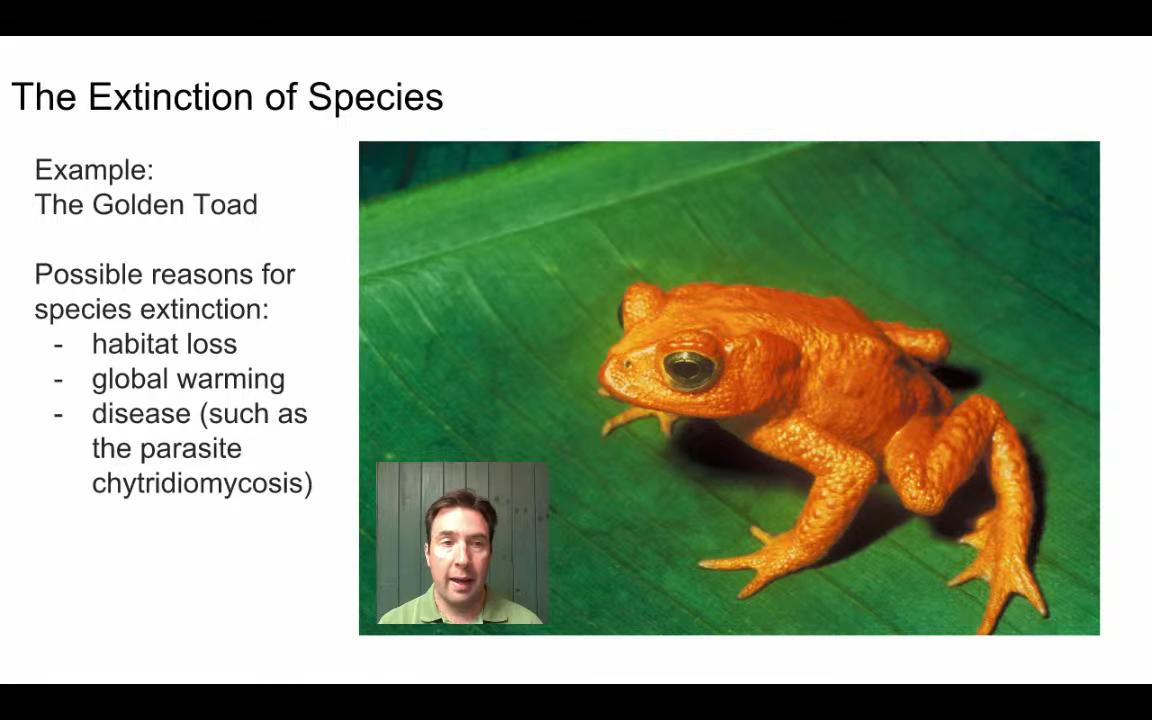 The Extinction of Species
Example:
The Golden Toad
Possible reasons for
species extinction:
- habitat loss
- global warming
- disease (such as
the parasite
chytridiomycosis)